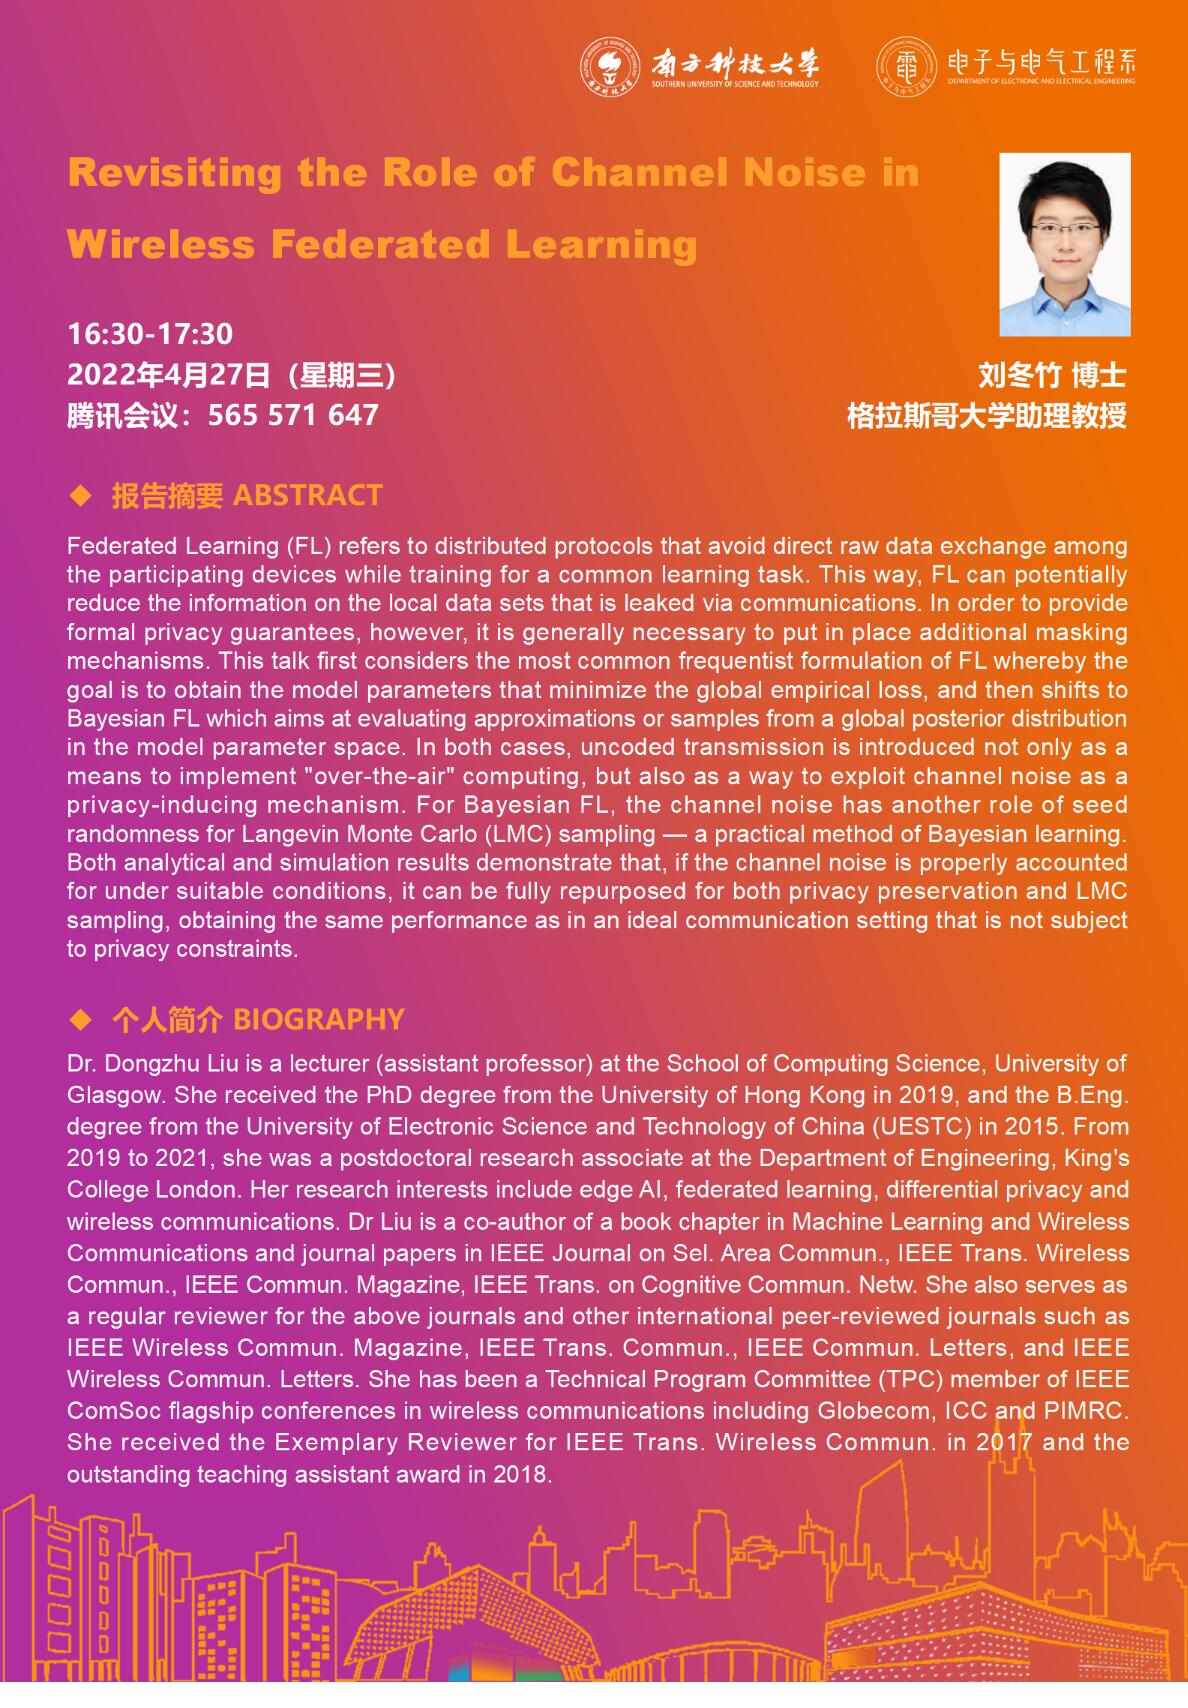 南方科技大学
SOUTHERN UNIVERSITY OF SCIENCE AND TECHNOLOGY
电子与电气工程系
DEPARTMENT OF ELECTRONIC AND ELECTRICAL ENGINEERING
Revisiting the Role of Channel Noise in
Wireless Federated Learning
16:30-17:30
2022年4月27日（星期三）
腾讯会议：565 571 647
刘冬竹 博士
格拉斯哥大学助理教授
◆ 报告摘要 ABSTRACT
Federated Learning (FL) refers to distributed protocols that avoid direct raw data exchange among
the participating devices while training for a common learning task. This way, FL can potentially
reduce the information on the local data sets that is leaked via communications. In order to provide
formal privacy guarantees, however, it is generally necessary to put in place additional masking
mechanisms. This talk first considers the most common frequentist formulation of FL whereby the
goal is to obtain the model parameters that minimize the global empirical loss, and then shifts to
Bayesian FL which aims at evaluating approximations or samples from a global posterior distribution
in the model parameter space. In both cases, uncoded transmission is introduced not only as a
means to implement "over-the-air" computing, but also as a way to exploit channel noise as a
privacy-inducing mechanism. For Bayesian FL, the channel noise has another role of seed
randomness for Langevin Monte Carlo (LMC) sampling — a practical method of Bayesian learning.
Both analytical and simulation results demonstrate that, if the channel noise is properly accounted
for under suitable conditions, it can be fully repurposed for both privacy preservation and LMC
sampling, obtaining the same performance as in an ideal communication setting that is not subject
to privacy constraints.
◆ 个人简介 BIOGRAPHY
Dr. Dongzhu Liu is a lecturer (assistant professor) at the School of Computing Science, University of
Glasgow. She received the PhD degree from the University of Hong Kong in 2019, and the B.Eng.
degree from the University of Electronic Science and Technology of China (UESTC) in 2015. From
2019 to 2021, she was a postdoctoral research associate at the Department of Engineering, King's
College London. Her research interests include edge AI, federated learning, differential privacy and
wireless communications. Dr Liu is a co-author of a book chapter in Machine Learning and Wireless
Communications and journal papers in IEEE Journal on Sel. Area Commun., IEEE Trans. Wireless
Commun., IEEE Commun. Magazine, IEEE Trans. on Cognitive Commun. Netw. She also serves as
a regular reviewer for the above journals and other international peer-reviewed journals such as
IEEE Wireless Commun. Magazine, IEEE Trans. Commun., IEEE Commun. Letters, and IEEE
Wireless Commun. Letters. She has been a Technical Program Committee (TPC) member of IEEE
ComSoc flagship conferences in wireless communications including Globecom, ICC and PIMRC.
She received the Exemplary Reviewer for IEEE Trans. Wireless Commun. in 2017 and the
outstanding teaching assistant award in 2018.